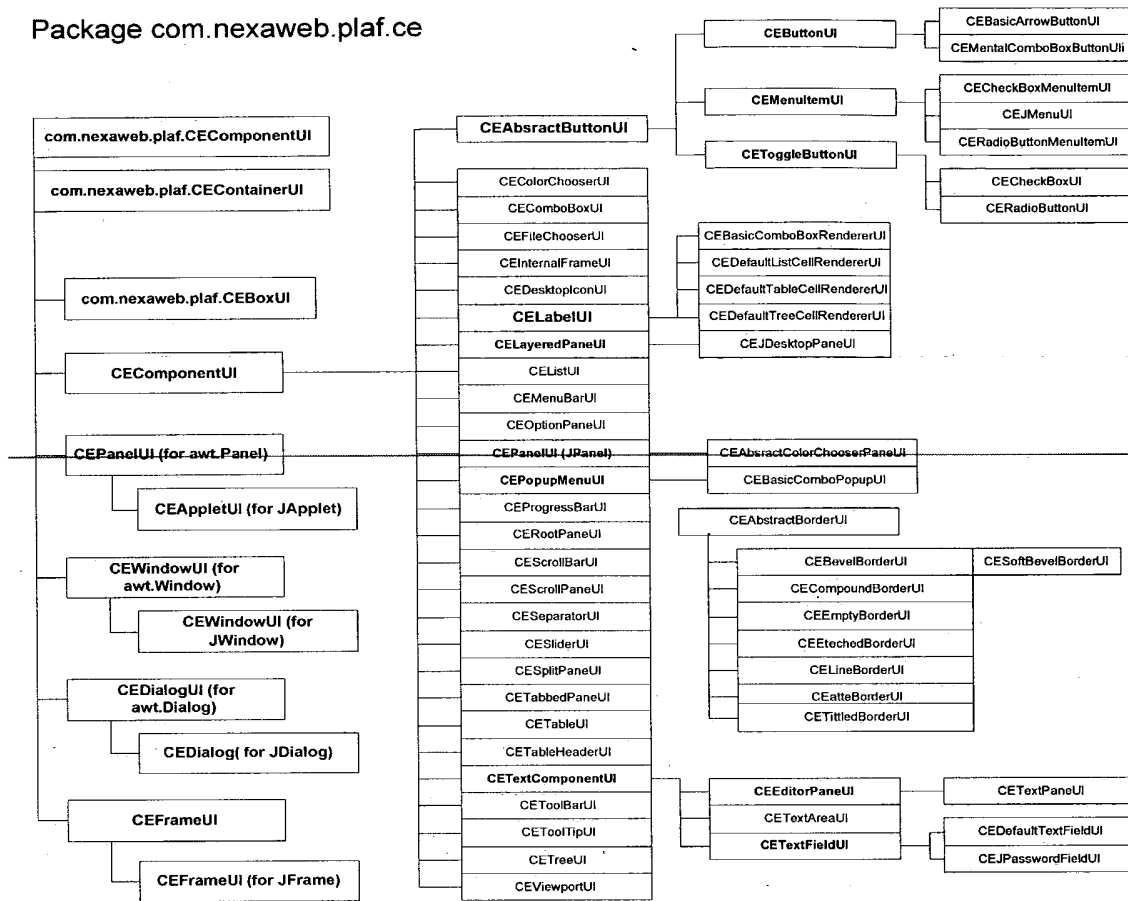 Package com.nexaweb.plaf.ce
com.nexaweb.plaf.CEComponentUI
com.nexaweb.plaf.CEContainerUI
com.nexaweb.plaf.CEBoxUI
CEComponentUI
CEPanelUI (for awt.Panel)
CEAppletUI (for JApplet)
CEWindowUI (for
awt.Window)
CEWindowUI (for
JWindow)
CEDialogUI (for
awt.Dialog)
CEDialog( for JDialog)
CEFrameUI
CEFrameUI (for JFrame)
CEAbsractButtonUI
CEColorChooserUI
CEComboBoxUI
CEFileChooserUI
CEInternalFrameUI
CEDesktopIconUI
CELabelUI
CELayeredPaneUI
CEListUI
CEMenuBarUI
CEOptionPaneUI
CEPanelUI (JPanel)
CEPopupMenuUI
CEProgressBarUI
CERootPaneUI
CEScrollBarUI
CEScrollPaneUI
CESeparatorUI
CESliderUI
CESplitPaneUI
CETabbedPaneUI
CETableUI
CETableHeaderUI
CETextComponentUI
CEToolBarUI
CEToolTipUI
CETreeUI
CEViewportUI
CEButtonUI
CEMenuItemUI
CEToggleButtonUI
CEBasicArrowButtonUI
CEMentalComboBoxButtonUIi
CECheckBoxMenuItemUI
CEJMenuUI
CERadioButtonMenuItemUI
CECheckBoxUI
CERadioButtonUI
CEBasicComboBoxRendererUI
CEDefaultListCellRendererUI
CEDefaultTableCellRendererUI
CEDefaultTreeCellRendererUI
CEJDesktopPaneUI
CEAbsractColorChooserPaneUI
CEBasicComboPopupUI
CEAbstractBorderUI
CEBevelBorderUI
CESoftBevelBorderUI
CECompoundBorderUI
CEEmptyBorderUI
CEEtechedBorderUI
CELineBorderUI
CEatteBorderUI
CETittledBorderUI
CEEditorPaneUI
CETextAreaUI
CETextFieldUI
CETextPaneUI
CEDefaultTextFieldUI
CEJPasswordFieldUI